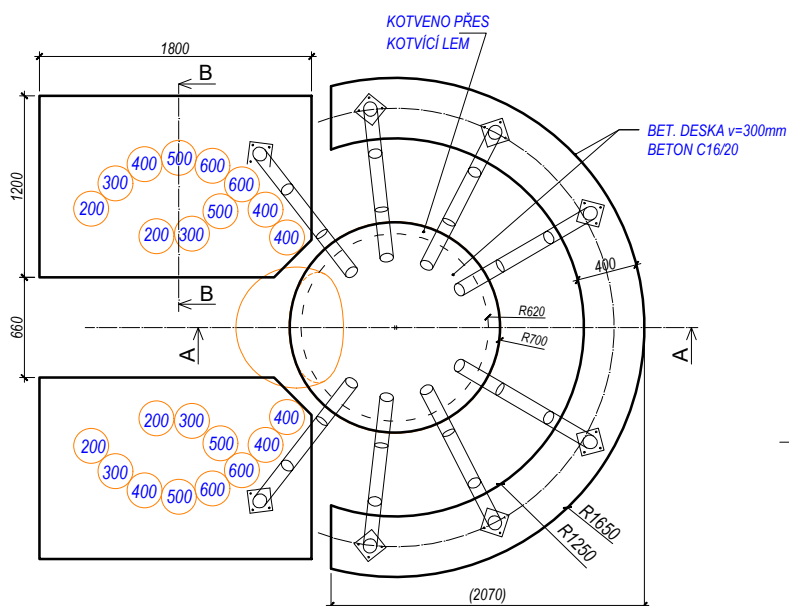 KOTVENO PŘES
KOTVÍCÍ LEM
1800
B
BET. DESKA v=300mm
BETON C16/20
500
400
600
300
600
200
500
400
200
300
400
1200
B
400
660
R620
R700
A
A
400
200
300
400
200
500
400
300
600
400
600
500
R1650
R1250
(2070)